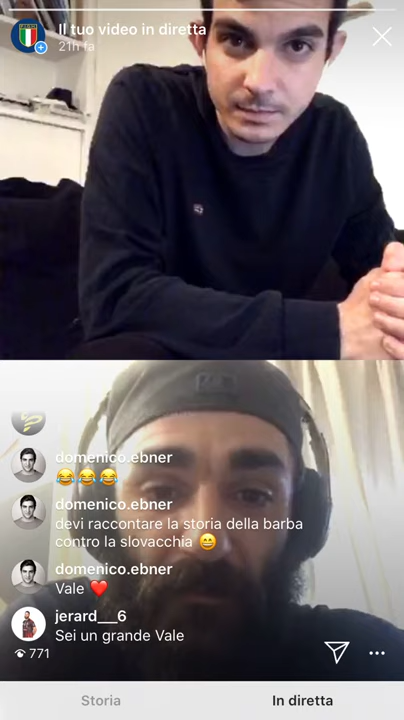 Il tuo video in diretta
21h fa
domenico.ebner
😂😂😂
domenico.ebner
devi raccontare la storia della barba
contro la slovacchia 😄
domenico.ebner
Vale ❤️
jerard___6
Sei un grande Vale
771
Storia
In diretta